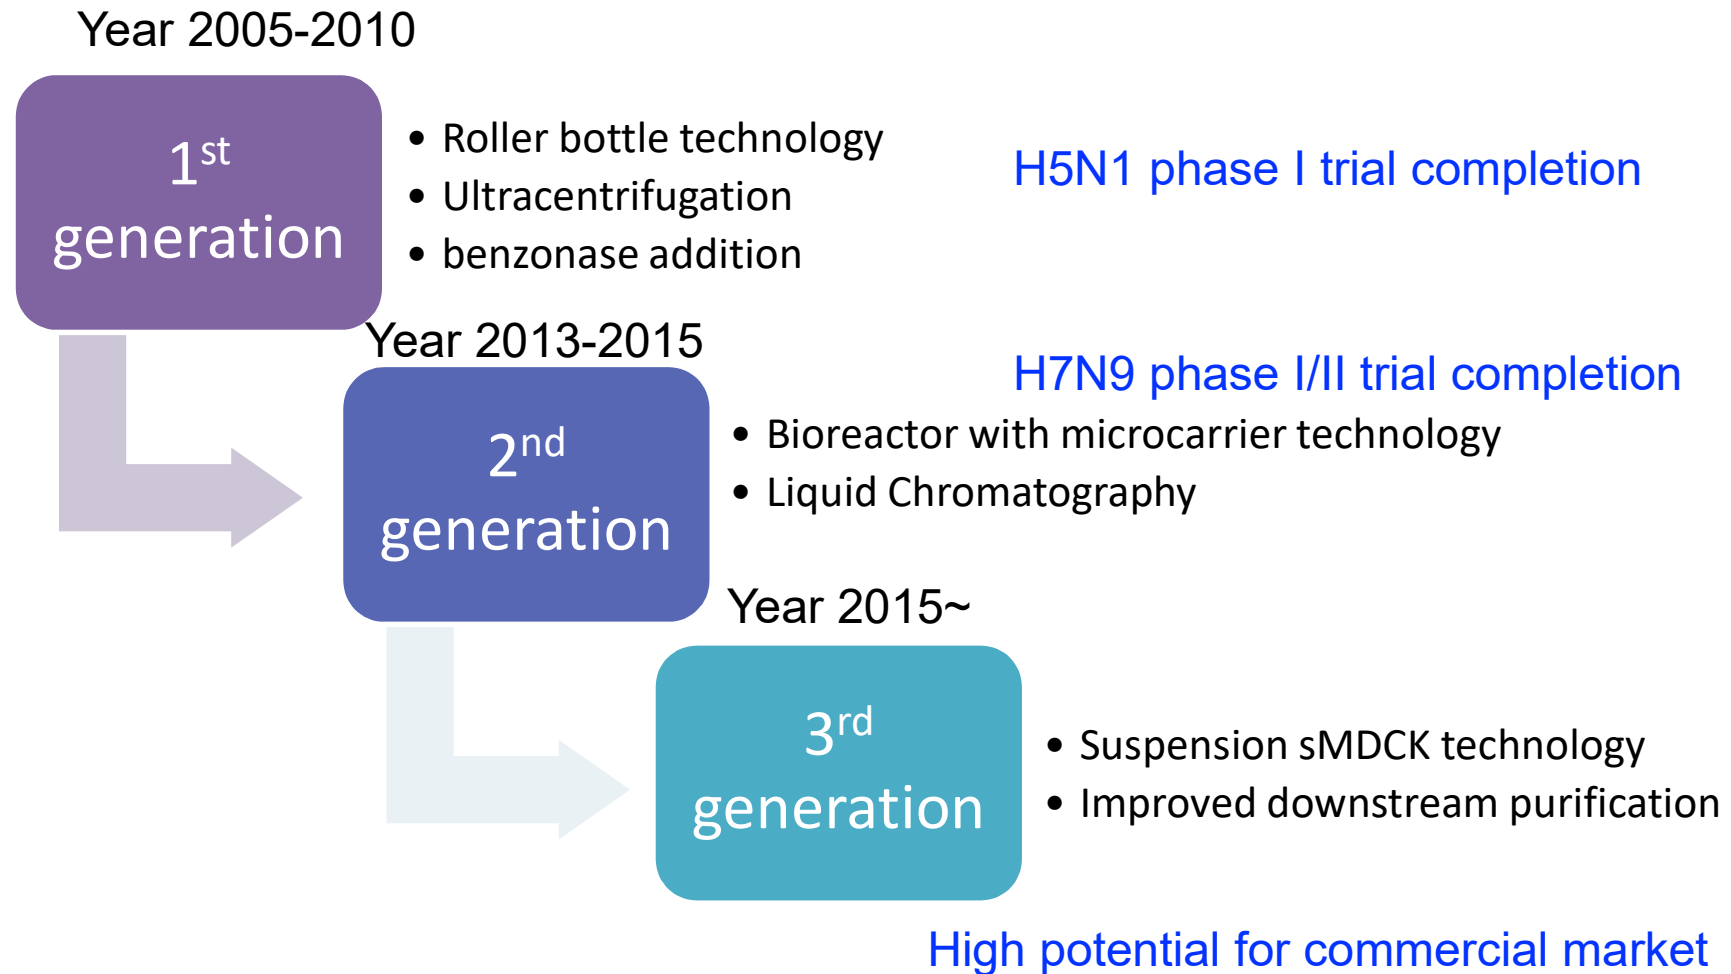 Year 2005-2010
1st
generation
• Roller bottle technology
• Ultracentrifugation
• benzonase addition
H5N1 phase I trial completion
Year 2013-2015
2nd
generation
H7N9 phase I/II trial completion
• Bioreactor with microcarrier technology
• Liquid Chromatography
Year 2015~
3rd
generation
• Suspension sMDCK technology
• Improved downstream purification
High potential for commercial market